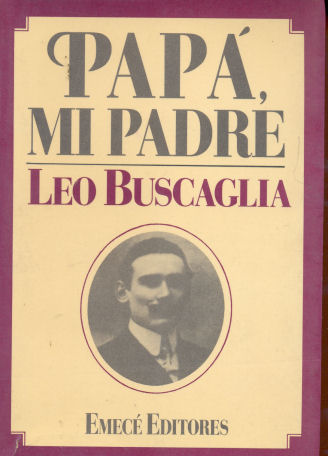 PAPÁ,
MI PADRE
LEO BUSCAGLIA
EMECÉ EDITORES